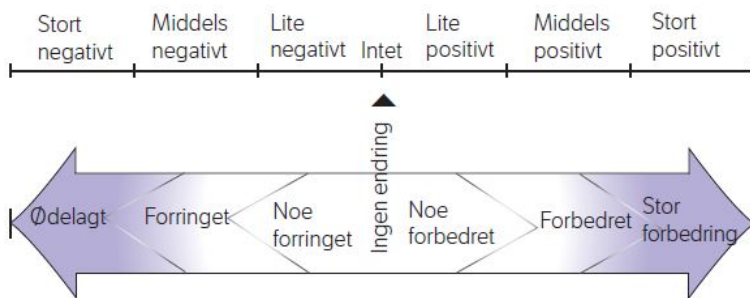 Stort
negativt
Middels
negativt
Lite
negativt
Intet
Lite
positivt
Middels
positivt
Stort
positivt
Ingen endring
Ødelagt
Forringet
Noe
forringet
Noe
forbedret
Forbedret
Stor
forbedring